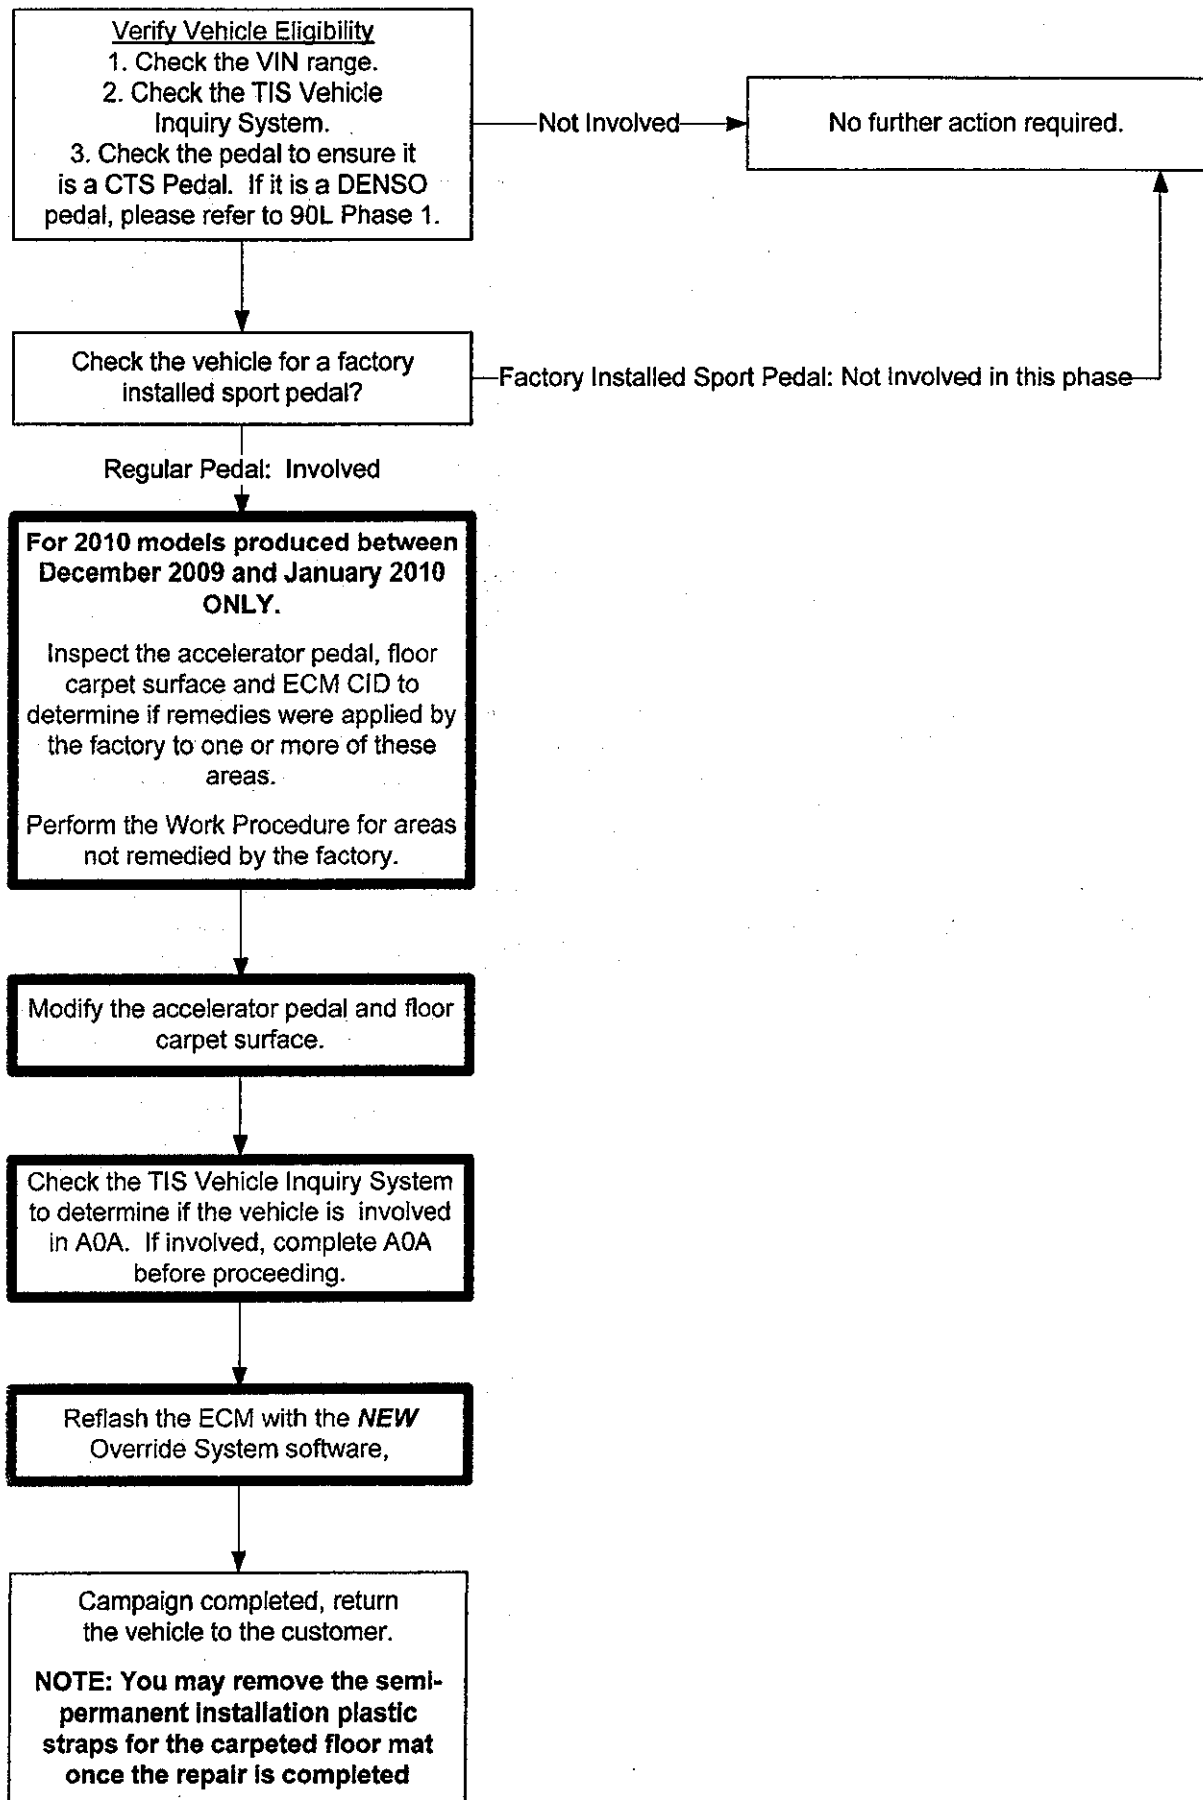 Verify Vehicle Eligibility
1. Check the VIN range.
2. Check the TIS Vehicle
Inquiry System.
3. Check the pedal to ensure it
is a CTS Pedal. If it is a DENSO
pedal, please refer to 90L Phase 1.
Not Involved
No further action required.
Check the vehicle for a factory
installed sport pedal?
Factory Installed Sport Pedal: Not Involved in this phase
Regular Pedal: Involved
For 2010 models produced between
December 2009 and January 2010
ONLY.
Inspect the accelerator pedal, floor
carpet surface and ECM CID to
determine if remedies were applied by
the factory to one or more of these
areas.
Perform the Work Procedure for areas
not remedied by the factory.
Modify the accelerator pedal and floor
carpet surface.
Check the TIS Vehicle Inquiry System
to determine if the vehicle is involved
in A0A. If involved, complete A0A
before proceeding.
Reflash the ECM with the NEW
Override System software,
Campaign completed, return
the vehicle to the customer.
NOTE: You may remove the semi-
permanent installation plastic
straps for the carpeted floor mat
once the repair is completed